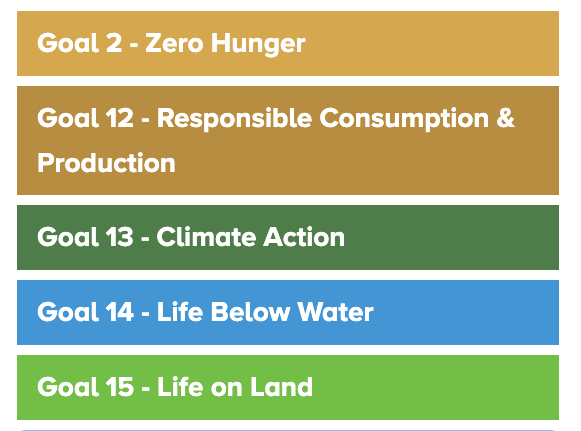 Goal 2 - Zero Hunger
Goal 12 - Responsible Consumption &
Production
Goal 13 - Climate Action
Goal 14 - Life Below Water
Goal 15 - Life on Land